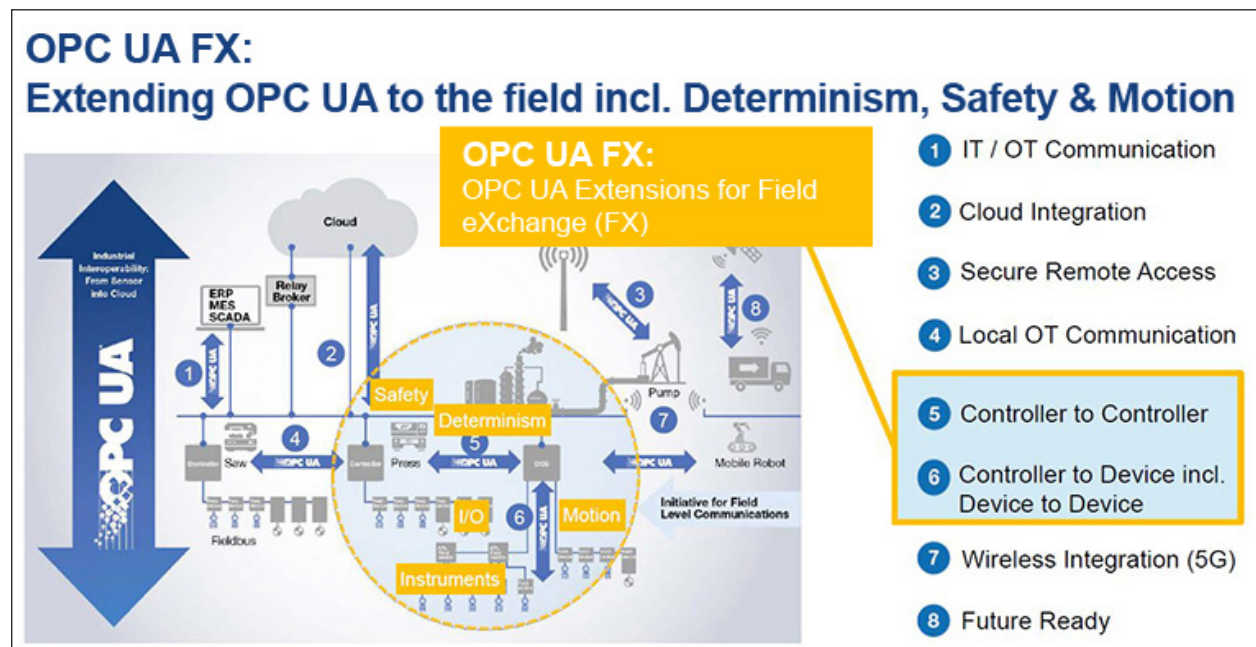 OPC UA FX:
Extending OPC UA to the field incl. Determinism, Safety & Motion
OPC UA FX:
OPC UA Extensions for Field
eXchange (FX)
Industrial
Interoperability:
From Sensor
into Cloud
OPC UA
Cloud
ERP
MES
SCADA
Relay
Broker
1
OPC UA
2
OPC UA
3
OPC UA
8
OPC UA
Safety
Determinism
Pump
7
4
OPC UA
5
OPC UA
OPC UA
Controller
Saw
Controller
Press
DCS
Mobile Robot
Fieldbus
I/O
6
OPC UA
Motion
Instruments
Initiative for Field
Level Communications
1 IT / OT Communication
2 Cloud Integration
3 Secure Remote Access
4 Local OT Communication
5 Controller to Controller
6 Controller to Device incl.
Device to Device
7 Wireless Integration (5G)
8 Future Ready